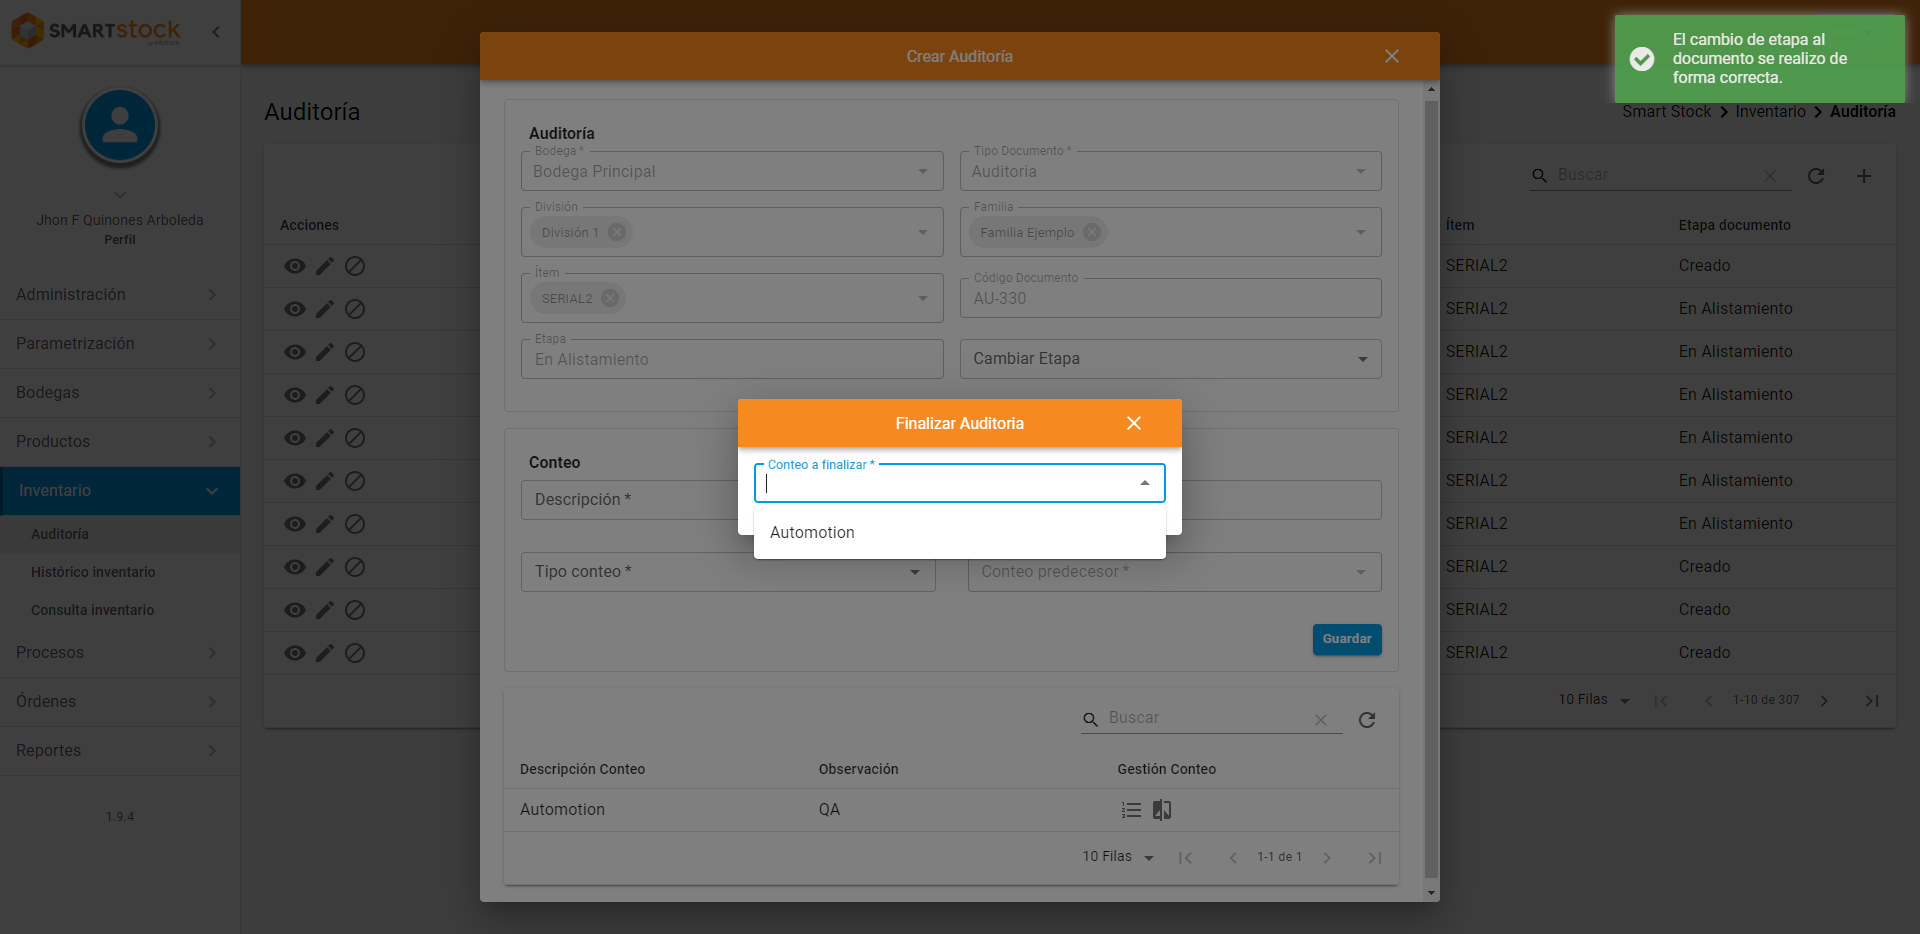 SMARTstock
Jhon F Quinones Arboleda
Perfil
Administración
Parametrización
Bodegas
Productos
Inventario
Auditoría
Histórico inventario
Consulta inventario
Procesos
Órdenes
Reportes
1.9.4
El cambio de etapa al
documento se realizo de
forma correcta.
Auditoría
Smart Stock > Inventario > Auditoría
Buscar
Acciones
Ítem
Etapa documento
SERIAL2
Creado
SERIAL2
En Alistamiento
SERIAL2
En Alistamiento
SERIAL2
En Alistamiento
SERIAL2
En Alistamiento
SERIAL2
En Alistamiento
SERIAL2
En Alistamiento
SERIAL2
Creado
SERIAL2
Creado
SERIAL2
Creado
10 Filas
1-10 de 307
Crear Auditoría
Auditoría
Bodega *
Bodega Principal
Tipo Documento *
Auditoria
División
División 1
Familia
Familia Ejemplo
Ítem
SERIAL2
Código Documento
AU-330
Etapa
En Alistamiento
Cambiar Etapa
Finalizar Auditoria
Conteo a finalizar *
Automotion
Conteo
Descripción *
Tipo conteo *
Conteo predecesor *
Guardar
Buscar
Descripción Conteo
Observación
Gestión Conteo
Automotion
QA
10 Filas
1-1 de 1